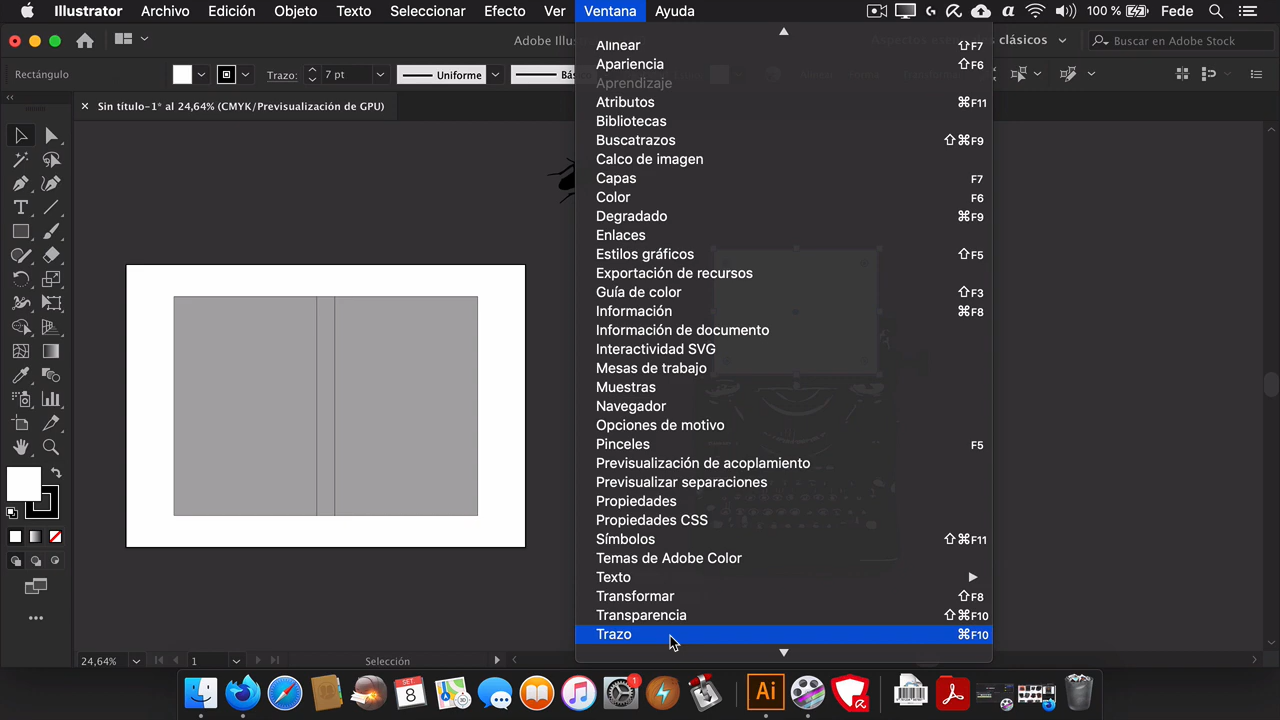 Illustrator Archivo Edición Objeto Texto Seleccionar Efecto Ver Ventana Ayuda 100 % Fede
Adobe Illus
clásicos
Buscar en Adobe Stock
Rectángulo Trazo: 7 pt Uniforme Bás
× Sin título-1* al 24,64% (CMYK/Previsualización de GPU)
Alinear ⇧F7
Apariencia ⇧F6
Aprendizaje
Atributos ⌘F11
Bibliotecas
Buscatrazos ⇧⌘F9
Calco de imagen
Capas F7
Color F6
Degradado ⌘F9
Enlaces
Estilos gráficos ⇧F5
Exportación de recursos
Guía de color ⇧F3
Información ⌘F8
Información de documento
Interactividad SVG
Mesas de trabajo
Muestras
Navegador
Opciones de motivo
Pinceles F5
Previsualización de acoplamiento
Previsualizar separaciones
Propiedades
Propiedades CSS
Símbolos ⇧⌘F11
Temas de Adobe Color
Texto
Transformar ⇧F8
Transparencia ⇧⌘F10
Trazo ⌘F10
24,64% 1 Selección
SEP
8
1
Ai